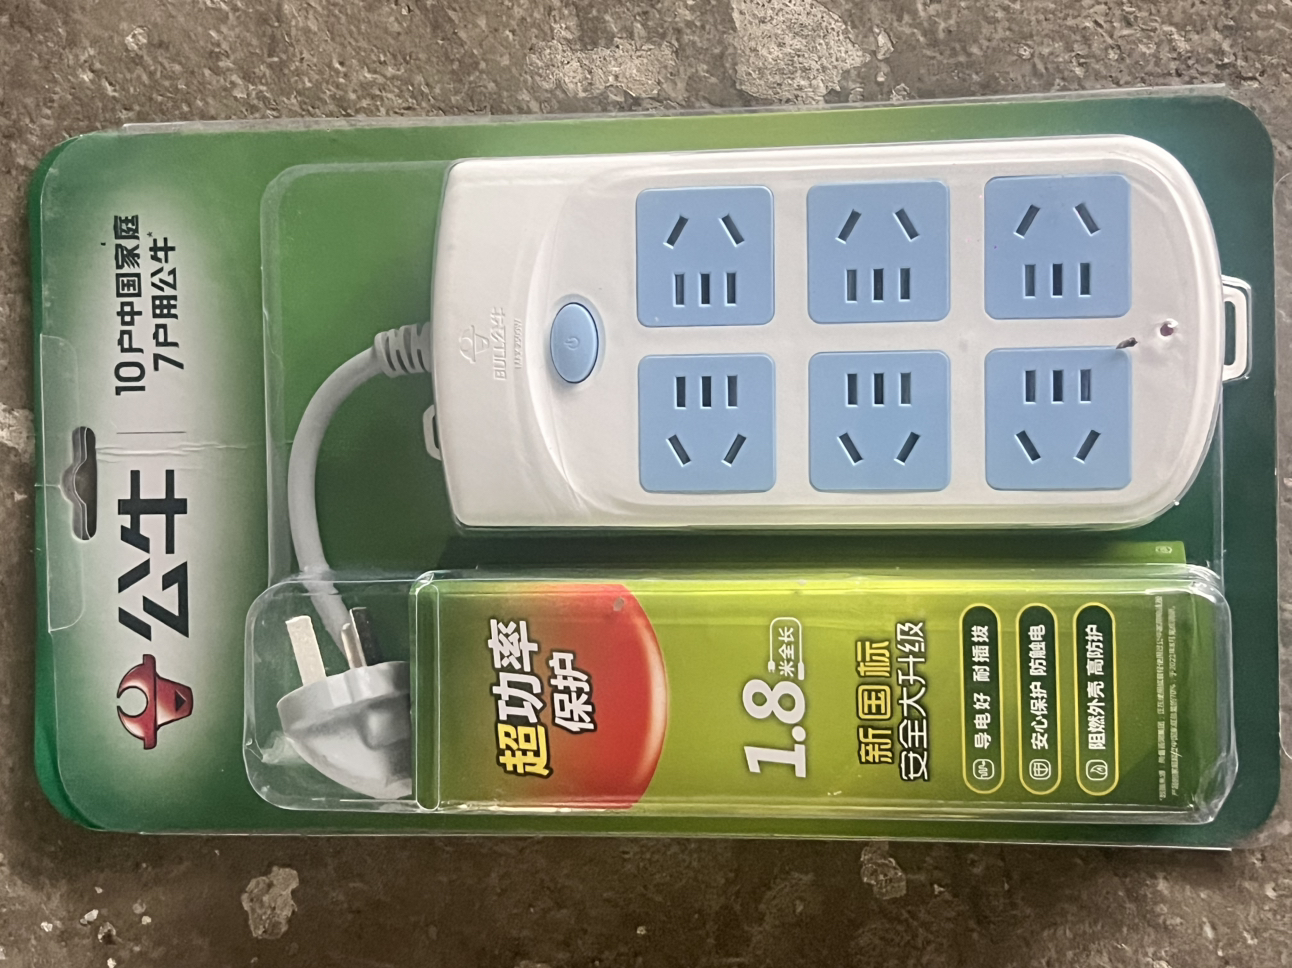 公牛
10户中国家庭
7户用公牛*
BULL公牛
超功率
保护
1.8米全长
新国标
安全大升级
导电好 耐插拔
安心保护 防触电
阻燃外壳 高防护